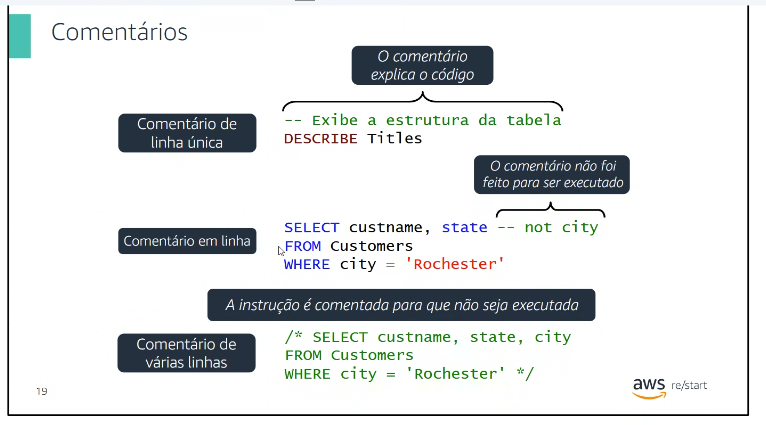 Comentários
O comentário
explica o código
Comentário de
linha única
-- Exibe a estrutura da tabela
DESCRIBE Titles
O comentário não foi
feito para ser executado
Comentário em linha
SELECT custname, state -- not city
FROM Customers
WHERE city = 'Rochester'
A instrução é comentada para que não seja executada
Comentário de
várias linhas
/* SELECT custname, state, city
FROM Customers
WHERE city = 'Rochester' */
19
aws re/start